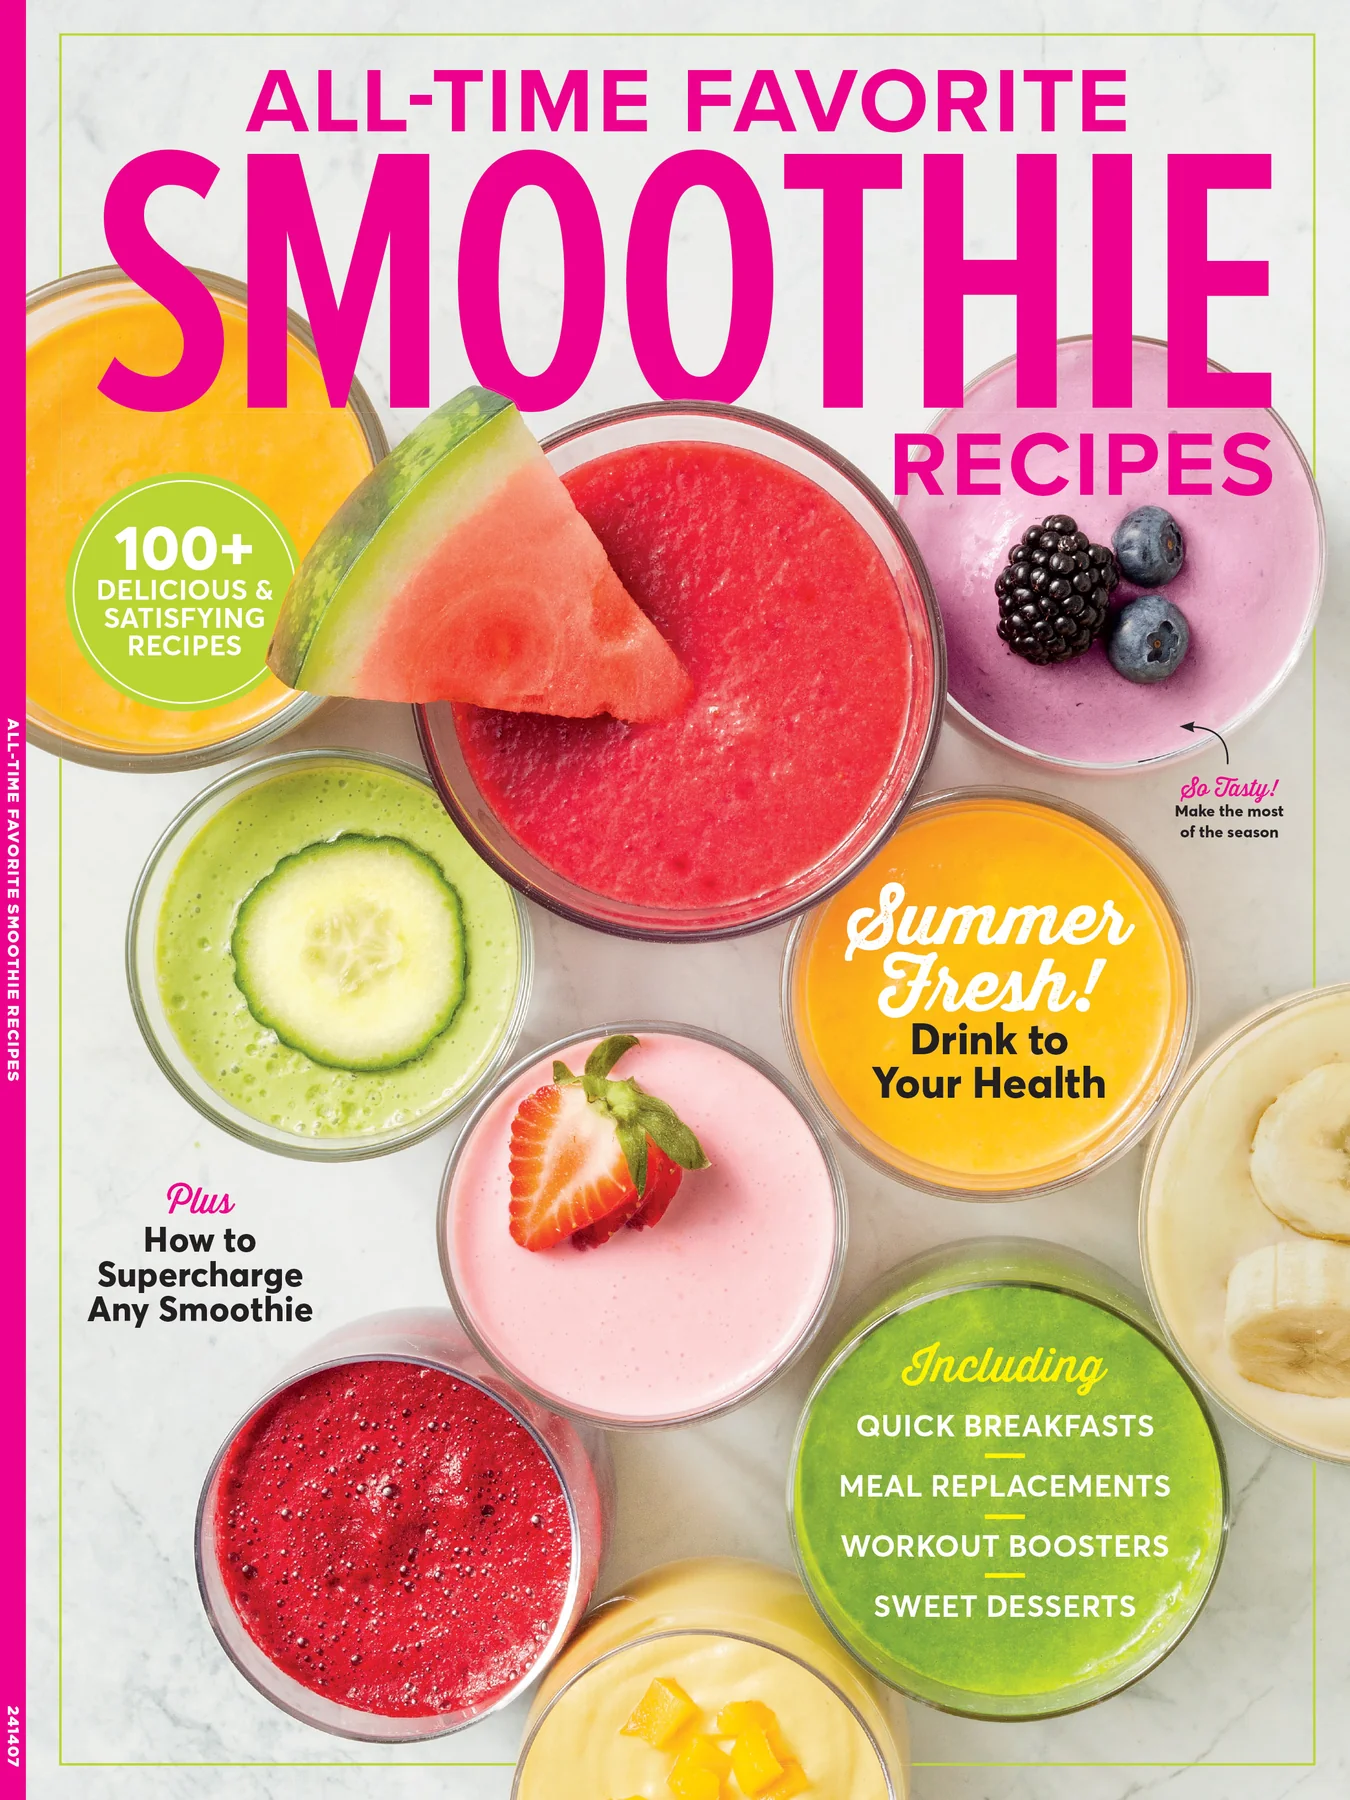 ALL-TIME FAVORITE
SMOOTHIE
RECIPES
100+
DELICIOUS &
SATISFYING
RECIPES
So Tasty!
Make the most
of the season
Summer
Fresh!
Drink to
Your Health
Plus
How to
Supercharge
Any Smoothie
Including
QUICK BREAKFASTS
MEAL REPLACEMENTS
WORKOUT BOOSTERS
SWEET DESSERTS
ALL-TIME FAVORITE SMOOTHIE RECIPES
241407